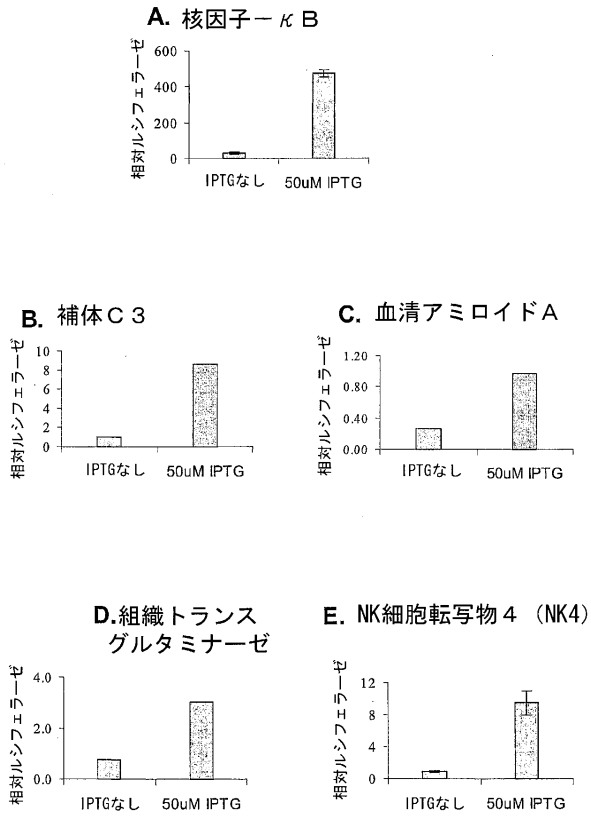 A. 核因子－κB
相対ルシフェラーゼ
600
400
200
0
IPTGなし
50uM IPTG
B. 補体C3
相対ルシフェラーゼ
10
8
6
4
2
0
IPTGなし
50uM IPTG
C. 血清アミロイドA
相対ルシフェラーゼ
1.20
0.80
0.40
0.00
IPTGなし
50uM IPTG
D.組織トランス
グルタミナーゼ
相対ルシフェラーゼ
4.0
2.0
0.0
IPTGなし
50uM IPTG
E. NK細胞転写物4 (NK4)
相対ルシフェラーゼ
12
8
4
0
IPTGなし
50uM IPTG